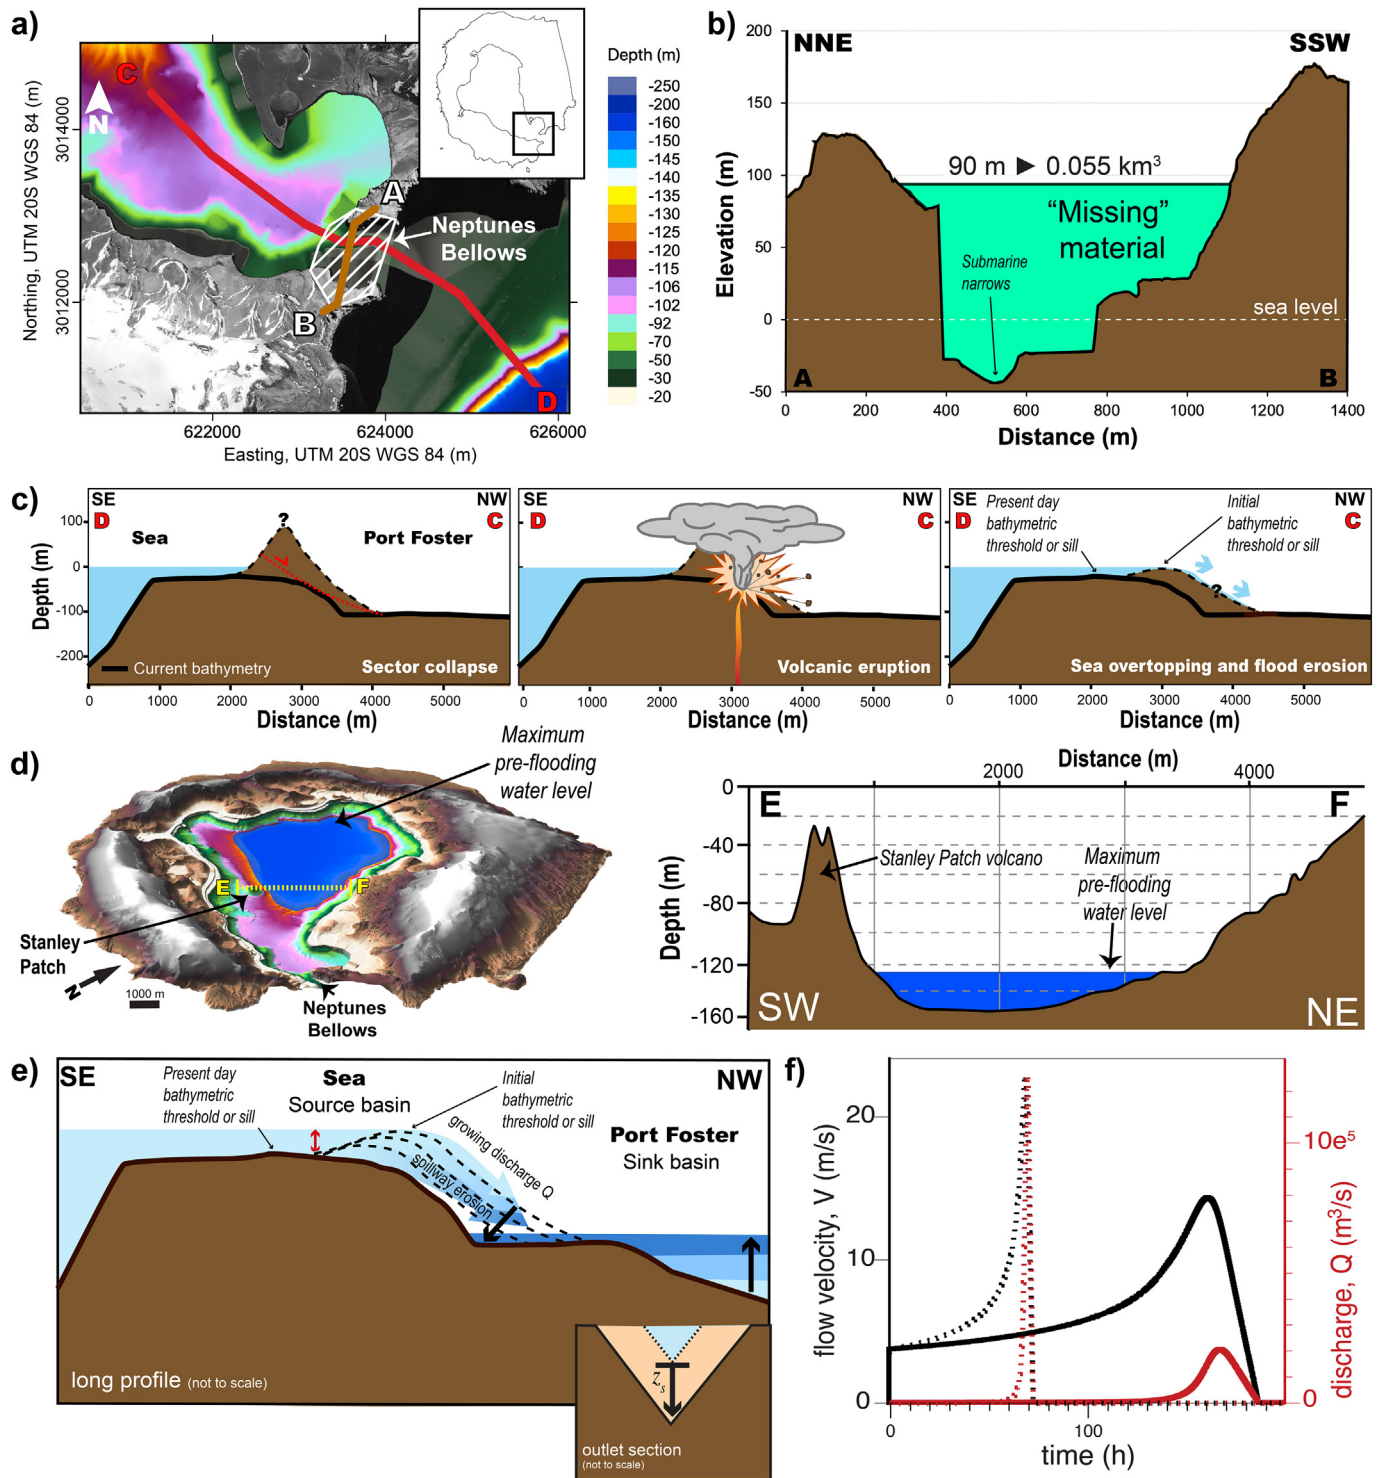 a)
C
N
A
Neptunes
Bellows
B
D
Northing, UTM 20S WGS 84 (m)
3014000
3012000
622000
624000
626000
Easting, UTM 20S WGS 84 (m)
Depth (m)
-250
-200
-160
-150
-145
-140
-135
-130
-125
-120
-115
-106
-102
-92
-70
-50
-30
-20
b)
NNE
SSW
90 m ► 0.055 km³
“Missing”
material
Submarine
narrows
sea level
A
B
Elevation (m)
200
150
100
50
0
-50
0
200
400
600
800
1000
1200
1400
Distance (m)
c)
SE
NW
D
C
?
Sea
Port Foster
Current bathymetry
Sector collapse
Depth (m)
100
0
-100
-200
0
1000
2000
3000
4000
5000
Distance (m)
SE
NW
D
C
Volcanic eruption
0
1000
2000
3000
4000
5000
Distance (m)
SE
NW
D
C
Present day
bathymetric
threshold or sill
Initial
bathymetric
threshold or sill
?
Sea overtopping and flood erosion
0
1000
2000
3000
4000
5000
Distance (m)
d)
Maximum
pre-flooding
water level
E
F
Stanley
Patch
N
1000 m
Neptunes
Bellows
Distance (m)
2000
4000
E
F
Stanley Patch volcano
Maximum
pre-flooding
water level
SW
NE
Depth (m)
0
-40
-80
-120
-160
e)
SE
NW
Present day
bathymetric
threshold or sill
Sea
Source basin
Initial
bathymetric
threshold or sill
growing discharge Q
spillway erosion
Port Foster
Sink basin
long profile (not to scale)
zs
outlet section
(not to scale)
f)
flow velocity, V (m/s)
20
10
0
0
100
time (h)
10e⁵
0
discharge, Q (m³/s)